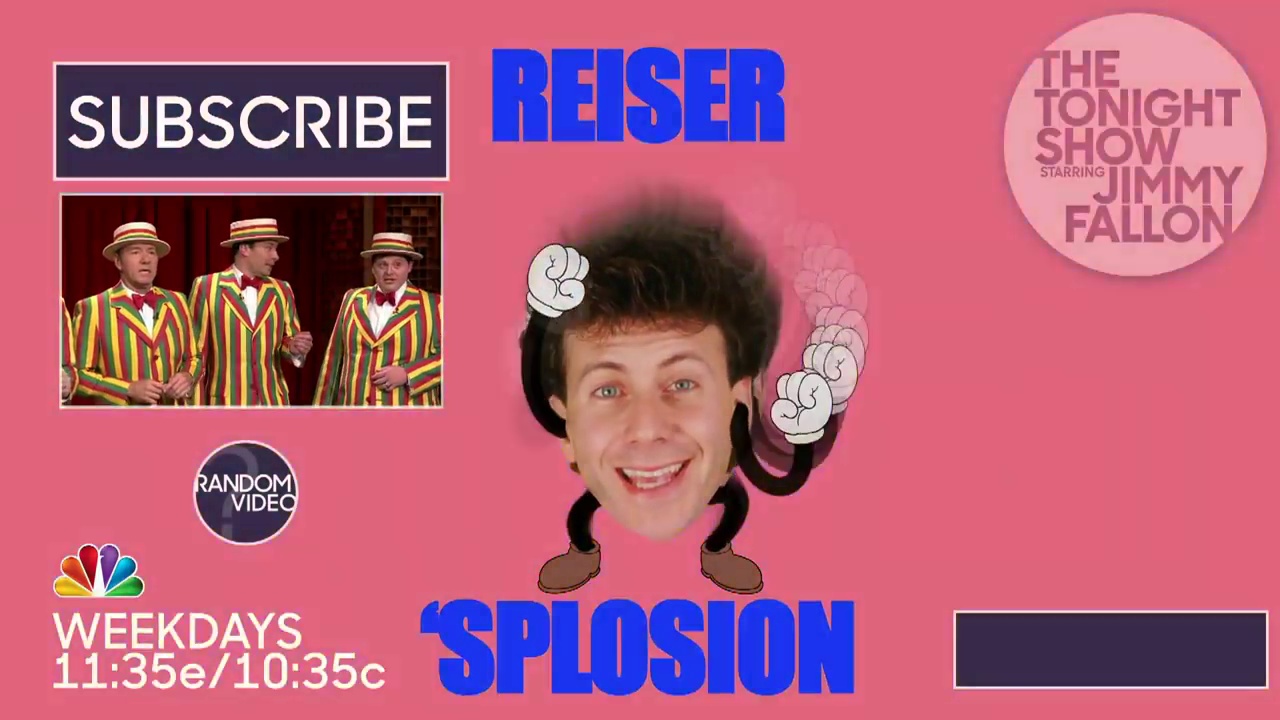 SUBSCRIBE
REISER
THE
TONIGHT
SHOW
STARRING
JIMMY
FALLON
RANDOM
VIDEO
WEEKDAYS
11:35e/10:35c
‘SPLOSION